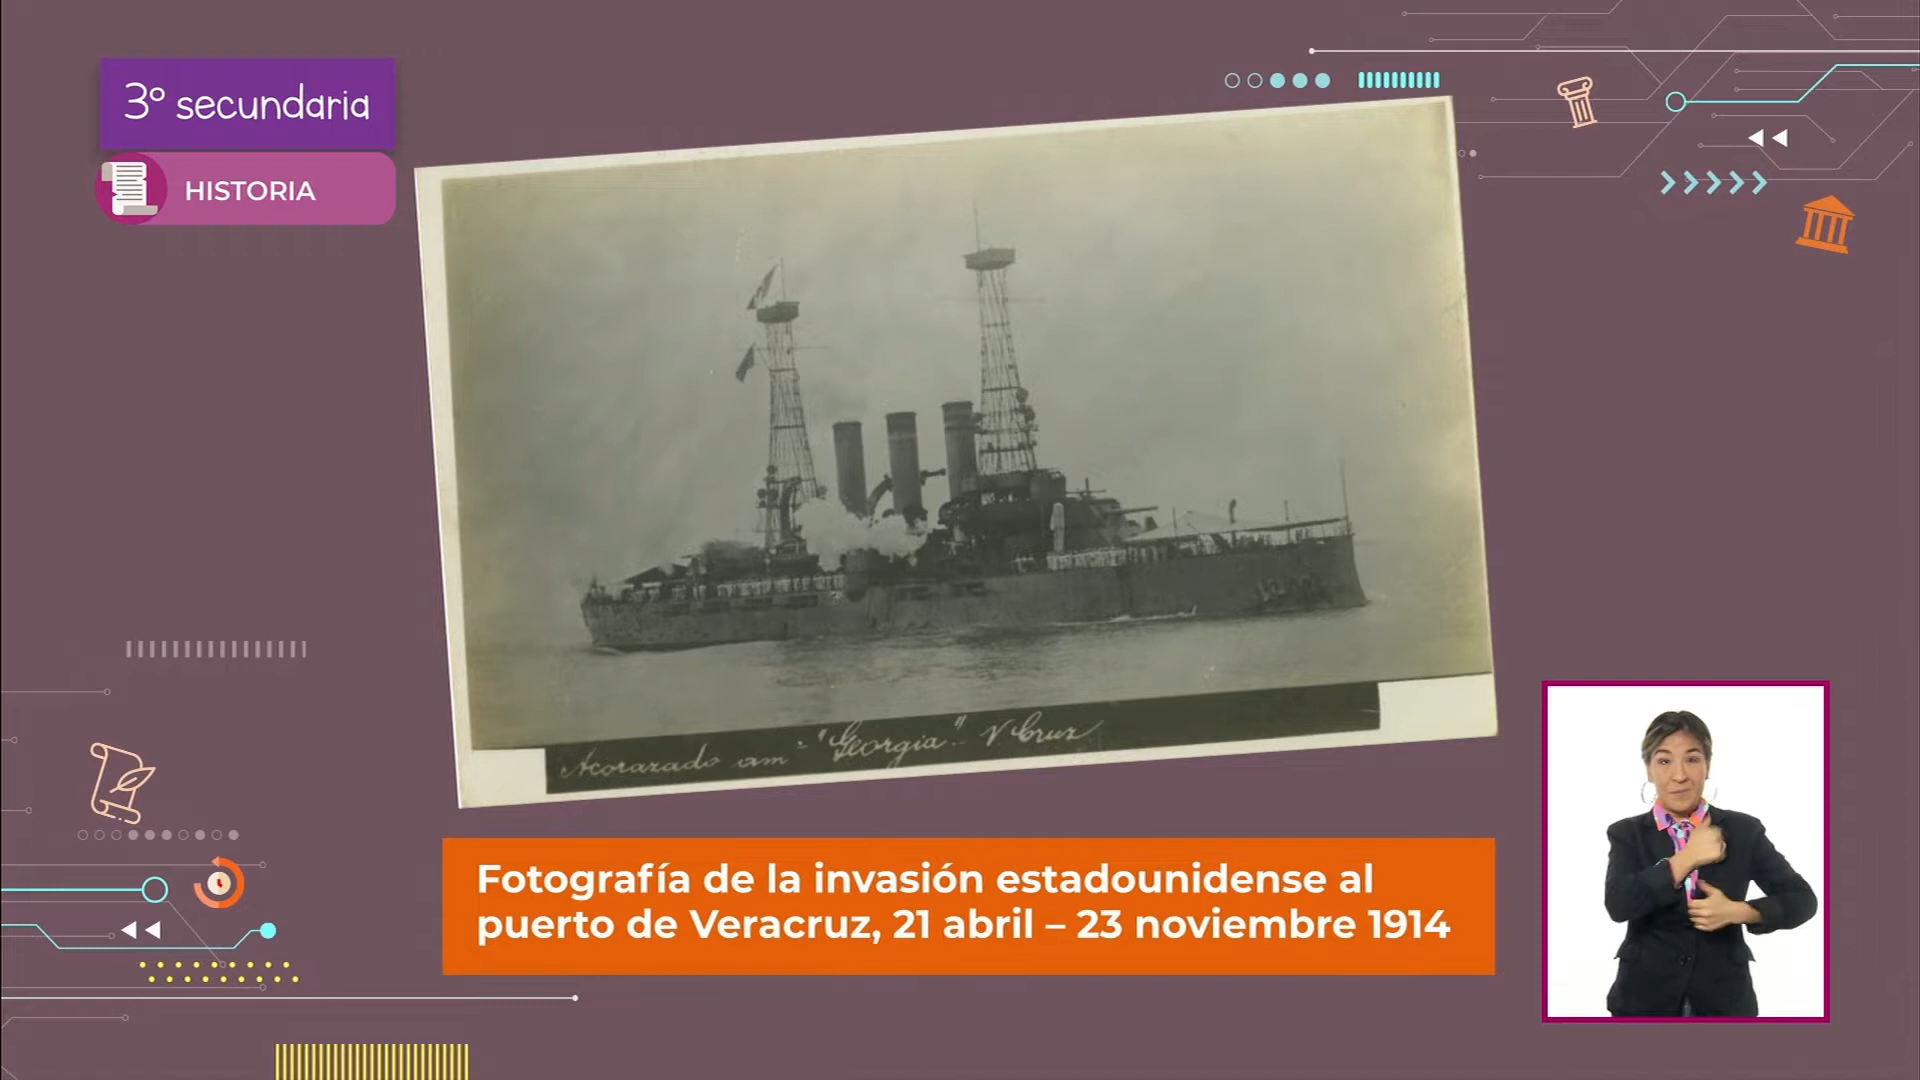 3° secundaria
HISTORIA
Acorazado am - "Georgia" V Cruz
Fotografía de la invasión estadounidense al
puerto de Veracruz, 21 abril – 23 noviembre 1914